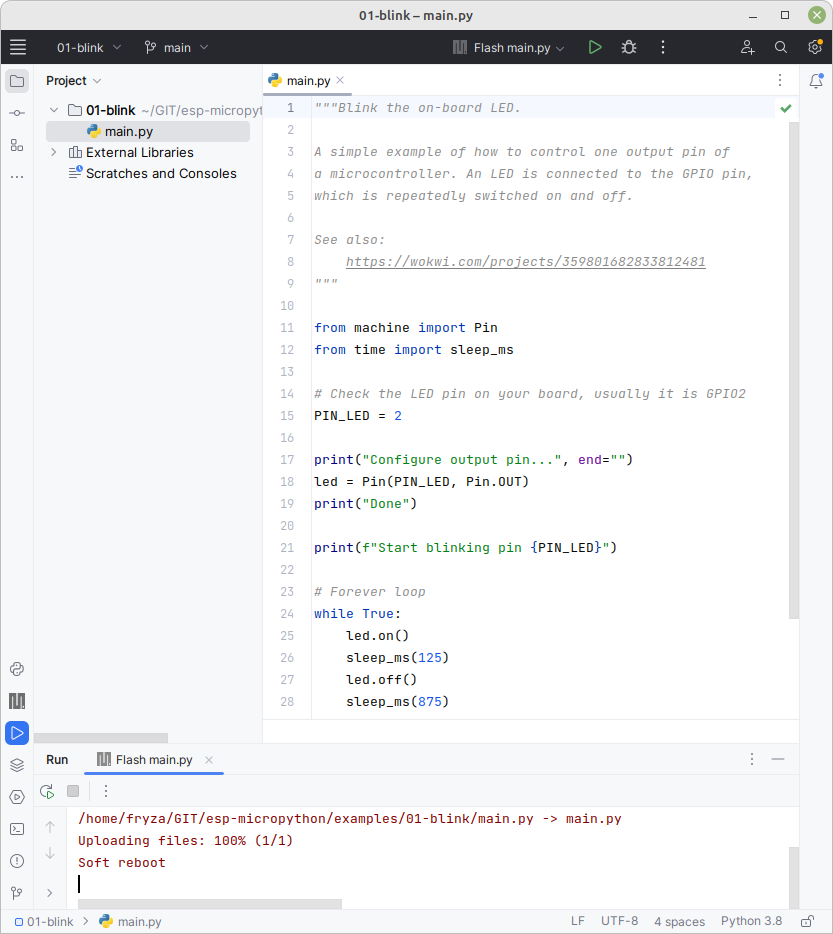 01-blink – main.py
01-blink main Flash main.py
Project
main.py
01-blink ~/GIT/esp-micropyt
main.py
External Libraries
Scratches and Consoles
1 """Blink the on-board LED.
2
3 A simple example of how to control one output pin of
4 a microcontroller. An LED is connected to the GPIO pin,
5 which is repeatedly switched on and off.
6
7 See also:
8     https://wokwi.com/projects/359801682833812481
9 """
10
11 from machine import Pin
12 from time import sleep_ms
13
14 # Check the LED pin on your board, usually it is GPIO2
15 PIN_LED = 2
16
17 print("Configure output pin...", end="")
18 led = Pin(PIN_LED, Pin.OUT)
19 print("Done")
20
21 print(f"Start blinking pin {PIN_LED}")
22
23 # Forever loop
24 while True:
25     led.on()
26     sleep_ms(125)
27     led.off()
28     sleep_ms(875)
Run Flash main.py
/home/fryza/GIT/esp-micropython/examples/01-blink/main.py -> main.py
Uploading files: 100% (1/1)
Soft reboot
01-blink > main.py LF UTF-8 4 spaces Python 3.8